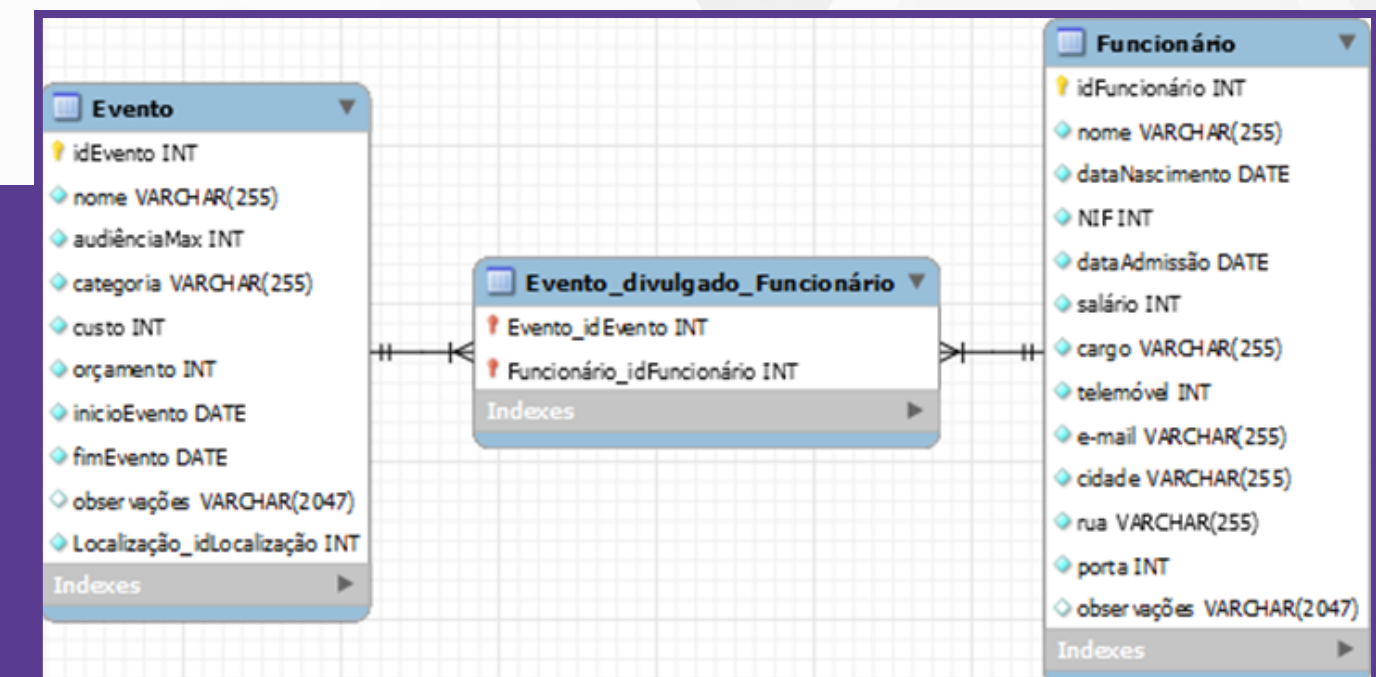 Evento
idEvento INT
nome VARCHAR(255)
audiênciaMax INT
categoria VARCHAR(255)
custo INT
orçamento INT
inicioEvento DATE
fimEvento DATE
observações VARCHAR(2047)
Localização_idLocalização INT
Indexes
Evento_divulgado_Funcionário
Evento_idEvento INT
Funcionário_idFuncionário INT
Indexes
Funcionário
idFuncionário INT
nome VARCHAR(255)
dataNascimento DATE
NIF INT
dataAdmissão DATE
salário INT
cargo VARCHAR(255)
telemóvel INT
e-mail VARCHAR(255)
cidade VARCHAR(255)
rua VARCHAR(255)
porta INT
observações VARCHAR(2047)
Indexes